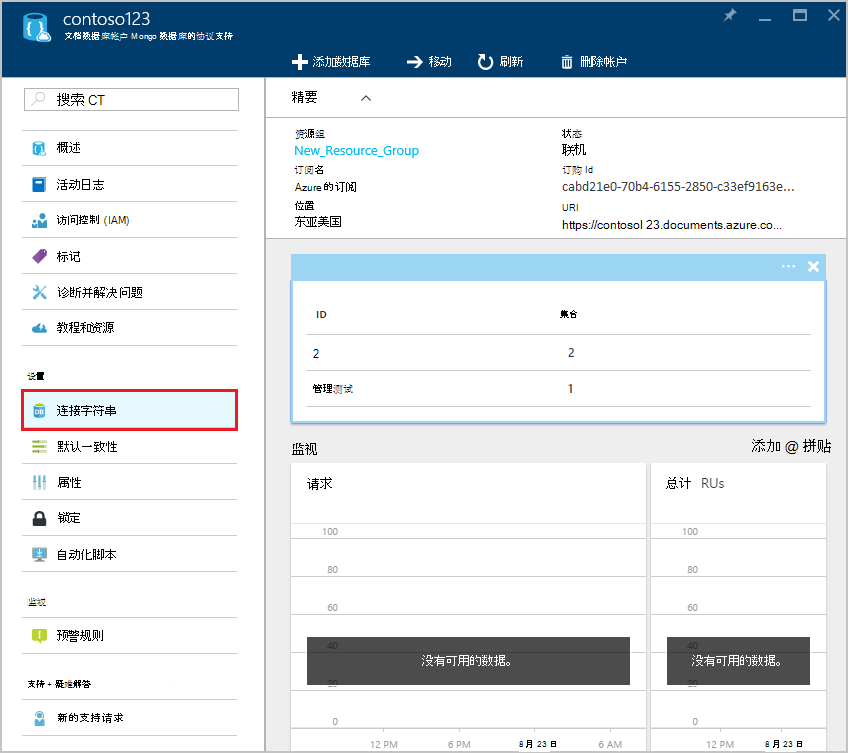 contoso123
文档数据库帐户 Mongo 数据库的协议支持
添加数据库
移动
刷新
删除帐户
搜索 CT
概述
活动日志
访问控制 (IAM)
标记
诊断并解决问题
教程和资源
设置
连接字符串
默认一致性
属性
锁定
自动化脚本
监视
预警规则
支持 + 疑难解答
新的支持请求
精要
资源组
New_Resource_Group
订阅名
Azure 的订阅
位置
东亚美国
状态
联机
订购 Id
cabd21e0-70b4-6155-2850-c33ef9163e...
URI
https://contosol 23.documents.azure.co...
ID 集合
2 2
管理测试 1
监视
添加 @ 拼贴
请求
100
80
60
40
没有可用的数据。
20
0
12 PM 6 PM 8 月 23 日 6 AM
总计 RUs
100
80
60
40
没有可用的数据。
20
0
12 PM 8 月 23 日